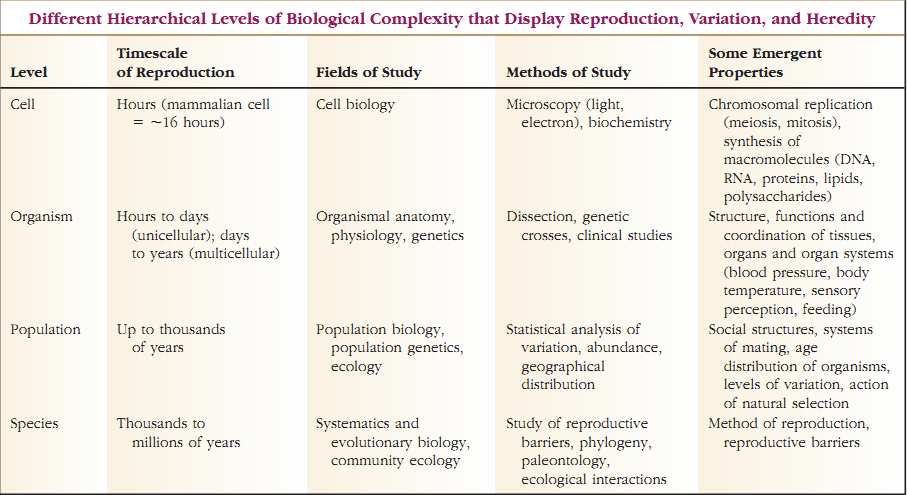 Different Hierarchical Levels of Biological Complexity that Display Reproduction, Variation, and Heredity
Level
Timescale
of Reproduction
Fields of Study
Methods of Study
Some Emergent
Properties
Cell
Hours (mammalian cell
= ~16 hours)
Cell biology
Microscopy (light,
electron), biochemistry
Chromosomal replication
(meiosis, mitosis),
synthesis of
macromolecules (DNA,
RNA, proteins, lipids,
polysaccharides)
Organism
Hours to days
(unicellular); days
to years (multicellular)
Organismal anatomy,
physiology, genetics
Dissection, genetic
crosses, clinical studies
Structure, functions and
coordination of tissues,
organs and organ systems
(blood pressure, body
temperature, sensory
perception, feeding)
Population
Up to thousands
of years
Population biology,
population genetics,
ecology
Statistical analysis of
variation, abundance,
geographical
distribution
Social structures, systems
of mating, age
distribution of organisms,
levels of variation, action
of natural selection
Species
Thousands to
millions of years
Systematics and
evolutionary biology,
community ecology
Study of reproductive
barriers, phylogeny,
paleontology,
ecological interactions
Method of reproduction,
reproductive barriers